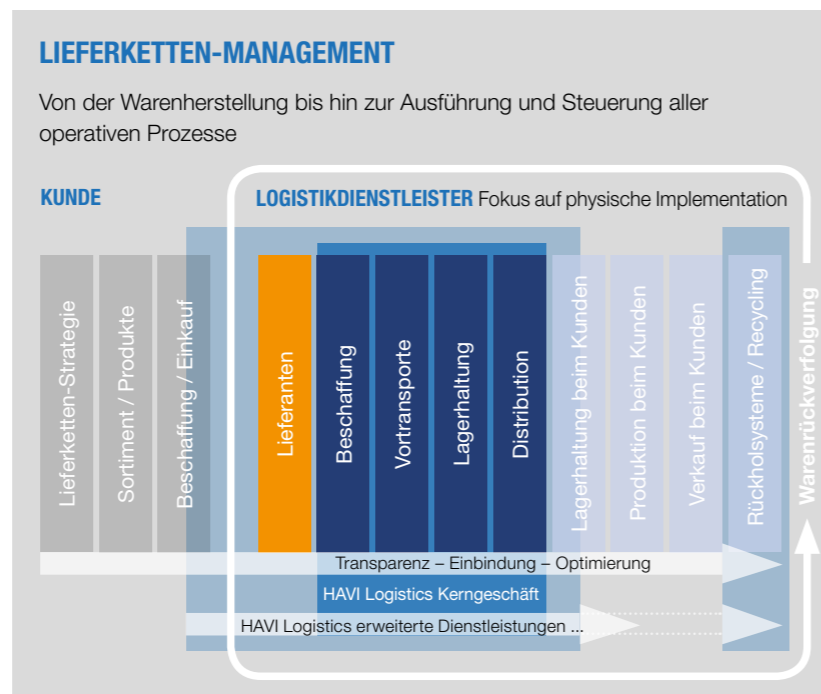 LIEFERKETTEN-MANAGEMENT
Von der Warenherstellung bis hin zur Ausführung und Steuerung aller
operativen Prozesse
KUNDE
LOGISTIKDIENSTLEISTER Fokus auf physische Implementation
Lieferketten-Strategie
Sortiment / Produkte
Beschaffung / Einkauf
Lieferanten
Beschaffung
Vortransporte
Lagerhaltung
Distribution
Lagerhaltung beim Kunden
Produktion beim Kunden
Verkauf beim Kunden
Rückholsysteme / Recycling
Warenrückverfolgung
Transparenz – Einbindung – Optimierung
HAVI Logistics Kerngeschäft
HAVI Logistics erweiterte Dienstleistungen ...